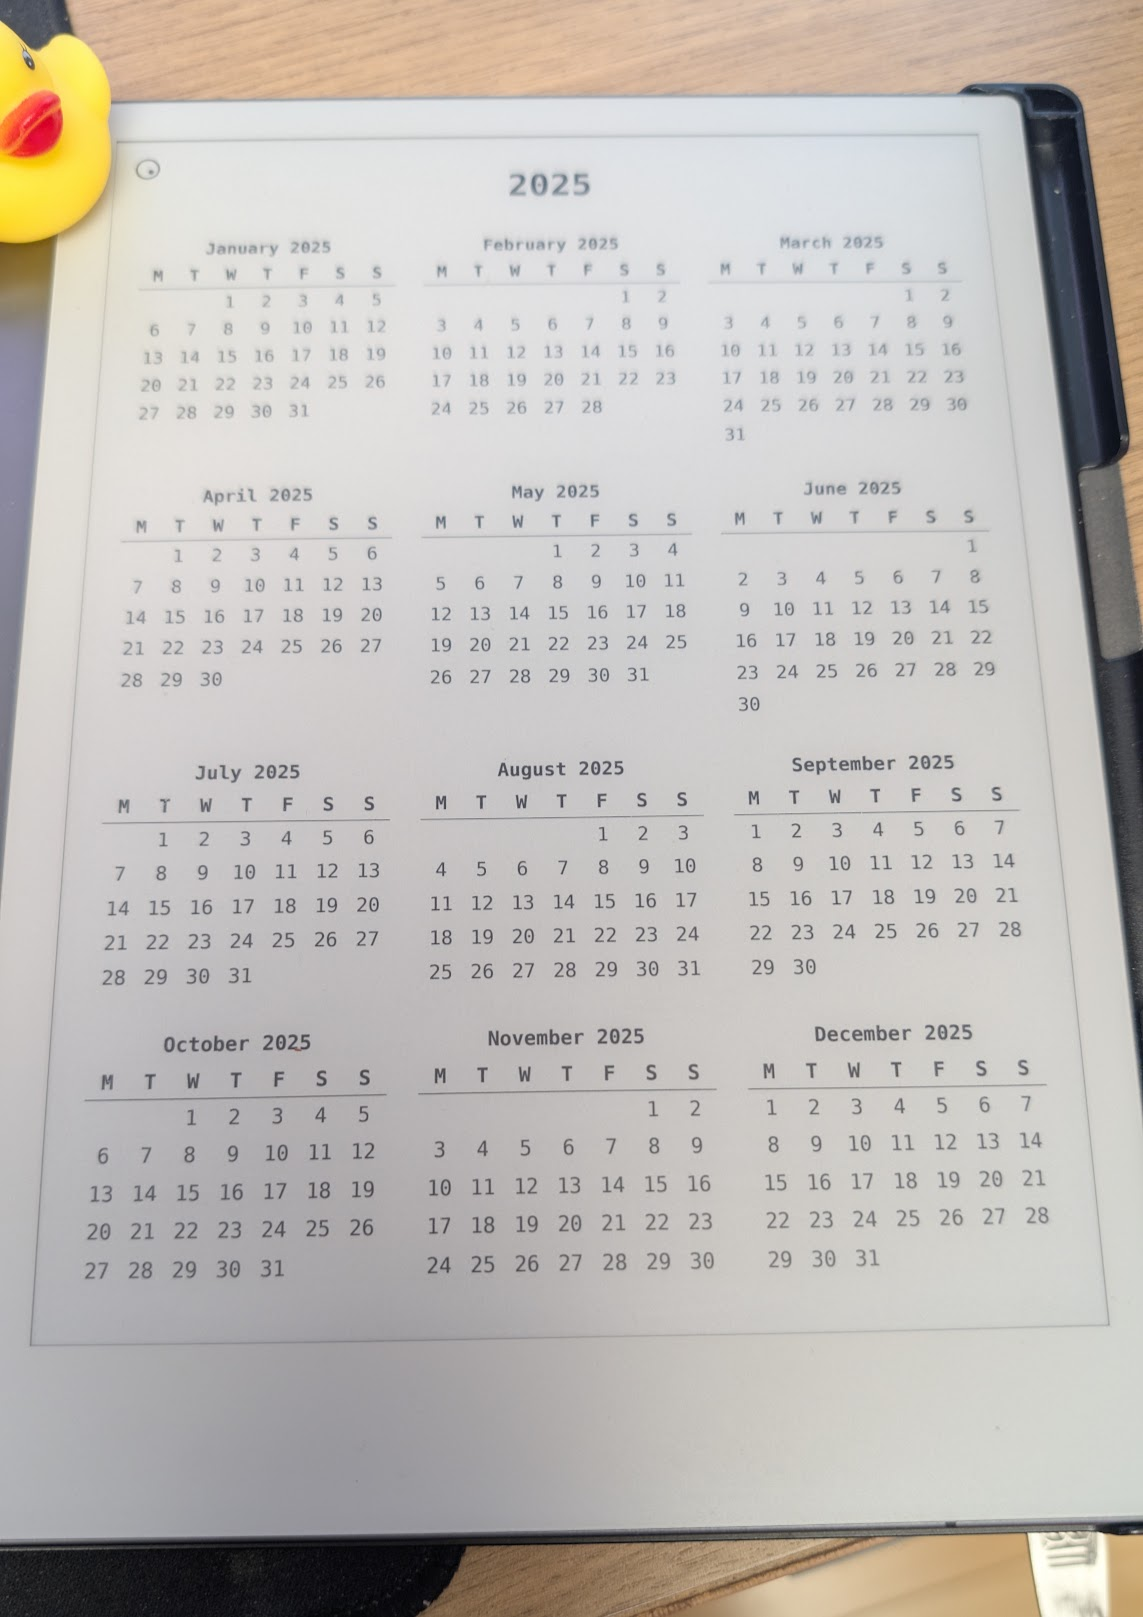 2025
January 2025 February 2025 March 2025
M T W T F S S M T W T F S S M T W T F S S
1 2 3 4 5 1 2 1 2
6 7 8 9 10 11 12 3 4 5 6 7 8 9 3 4 5 6 7 8 9
13 14 15 16 17 18 19 10 11 12 13 14 15 16 10 11 12 13 14 15 16
20 21 22 23 24 25 26 17 18 19 20 21 22 23 17 18 19 20 21 22 23
27 28 29 30 31 24 25 26 27 28 24 25 26 27 28 29 30
31
April 2025 May 2025 June 2025
M T W T F S S M T W T F S S M T W T F S S
1 2 3 4 5 6 1 2 3 4 1
7 8 9 10 11 12 13 5 6 7 8 9 10 11 2 3 4 5 6 7 8
14 15 16 17 18 19 20 12 13 14 15 16 17 18 9 10 11 12 13 14 15
21 22 23 24 25 26 27 19 20 21 22 23 24 25 16 17 18 19 20 21 22
28 29 30 26 27 28 29 30 31 23 24 25 26 27 28 29
30
July 2025 August 2025 September 2025
M T W T F S S M T W T F S S M T W T F S S
1 2 3 4 5 6 1 2 3 1 2 3 4 5 6 7
7 8 9 10 11 12 13 4 5 6 7 8 9 10 8 9 10 11 12 13 14
14 15 16 17 18 19 20 11 12 13 14 15 16 17 15 16 17 18 19 20 21
21 22 23 24 25 26 27 18 19 20 21 22 23 24 22 23 24 25 26 27 28
28 29 30 31 25 26 27 28 29 30 31 29 30
October 2025 November 2025 December 2025
M T W T F S S M T W T F S S M T W T F S S
1 2 3 4 5 1 2 1 2 3 4 5 6 7
6 7 8 9 10 11 12 3 4 5 6 7 8 9 8 9 10 11 12 13 14
13 14 15 16 17 18 19 10 11 12 13 14 15 16 15 16 17 18 19 20 21
20 21 22 23 24 25 26 17 18 19 20 21 22 23 22 23 24 25 26 27 28
27 28 29 30 31 24 25 26 27 28 29 30 29 30 31